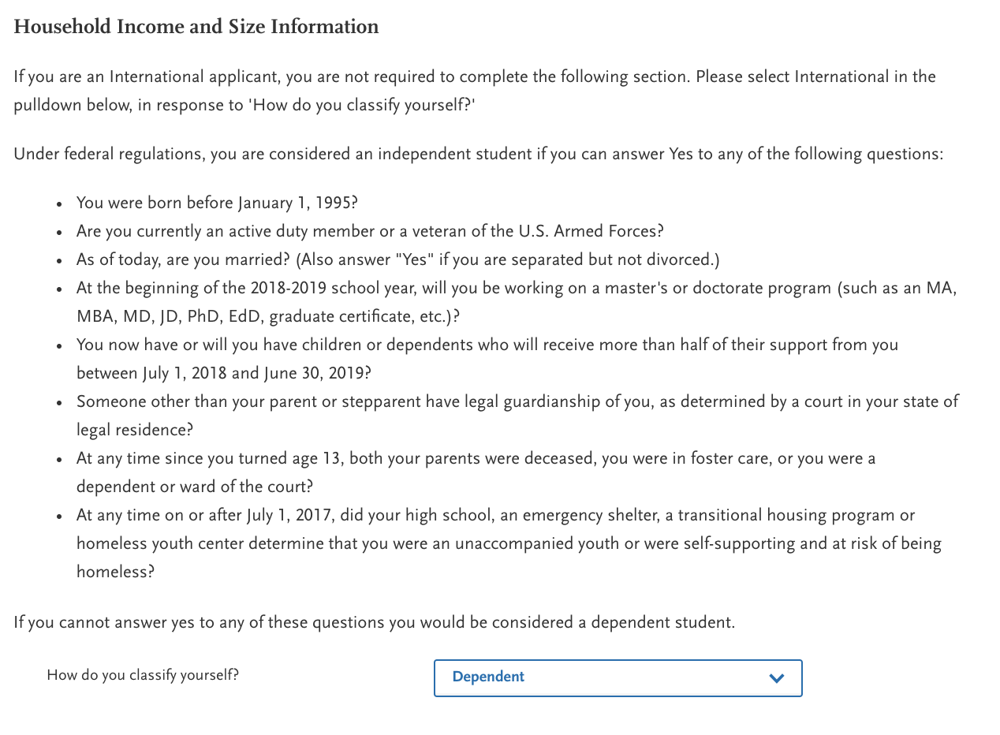 Household Income and Size Information
If you are an International applicant, you are not required to complete the following section. Please select International in the
pulldown below, in response to 'How do you classify yourself?'
Under federal regulations, you are considered an independent student if you can answer Yes to any of the following questions:
• You were born before January 1, 1995?
• Are you currently an active duty member or a veteran of the U.S. Armed Forces?
• As of today, are you married? (Also answer "Yes" if you are separated but not divorced.)
• At the beginning of the 2018-2019 school year, will you be working on a master's or doctorate program (such as an MA,
MBA, MD, JD, PhD, EdD, graduate certificate, etc.)?
• You now have or will you have children or dependents who will receive more than half of their support from you
between July 1, 2018 and June 30, 2019?
• Someone other than your parent or stepparent have legal guardianship of you, as determined by a court in your state of
legal residence?
• At any time since you turned age 13, both your parents were deceased, you were in foster care, or you were a
dependent or ward of the court?
• At any time on or after July 1, 2017, did your high school, an emergency shelter, a transitional housing program or
homeless youth center determine that you were an unaccompanied youth or were self-supporting and at risk of being
homeless?
If you cannot answer yes to any of these questions you would be considered a dependent student.
How do you classify yourself? Dependent